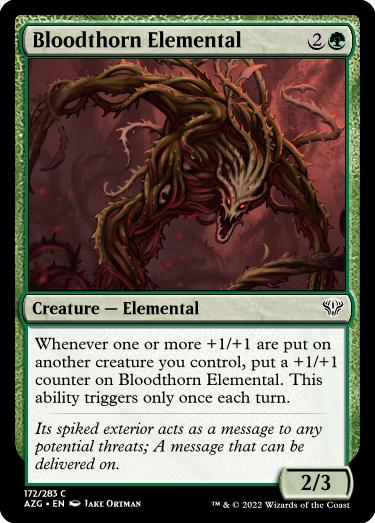 Bloodthorn Elemental 2
Creature — Elemental
Whenever one or more +1/+1 are put on
another creature you control, put a +1/+1
counter on Bloodthorn Elemental. This
ability triggers only once each turn.
Its spiked exterior acts as a message to any
potential threats; A message that can be
delivered on.
2/3
172/283 C
AZG • EN Jake Ortman
™ & © 2022 Wizards of the Coast